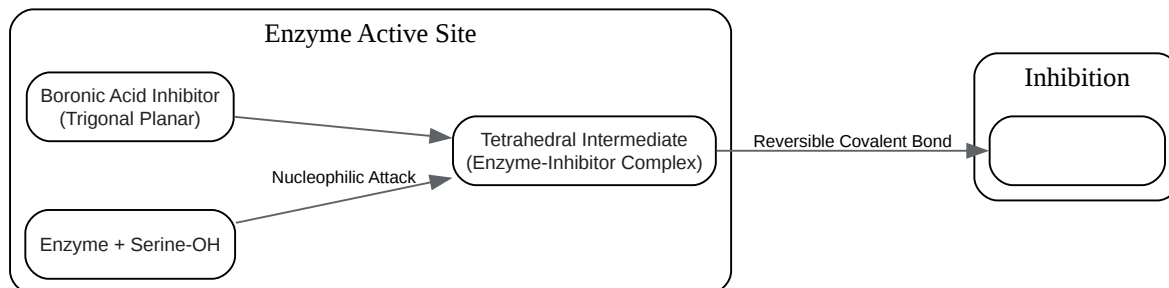 Enzyme Active Site
Boronic Acid Inhibitor
(Trigonal Planar)
Enzyme + Serine-OH
Nucleophilic Attack
Tetrahedral Intermediate
(Enzyme-Inhibitor Complex)
Reversible Covalent Bond
Inhibition